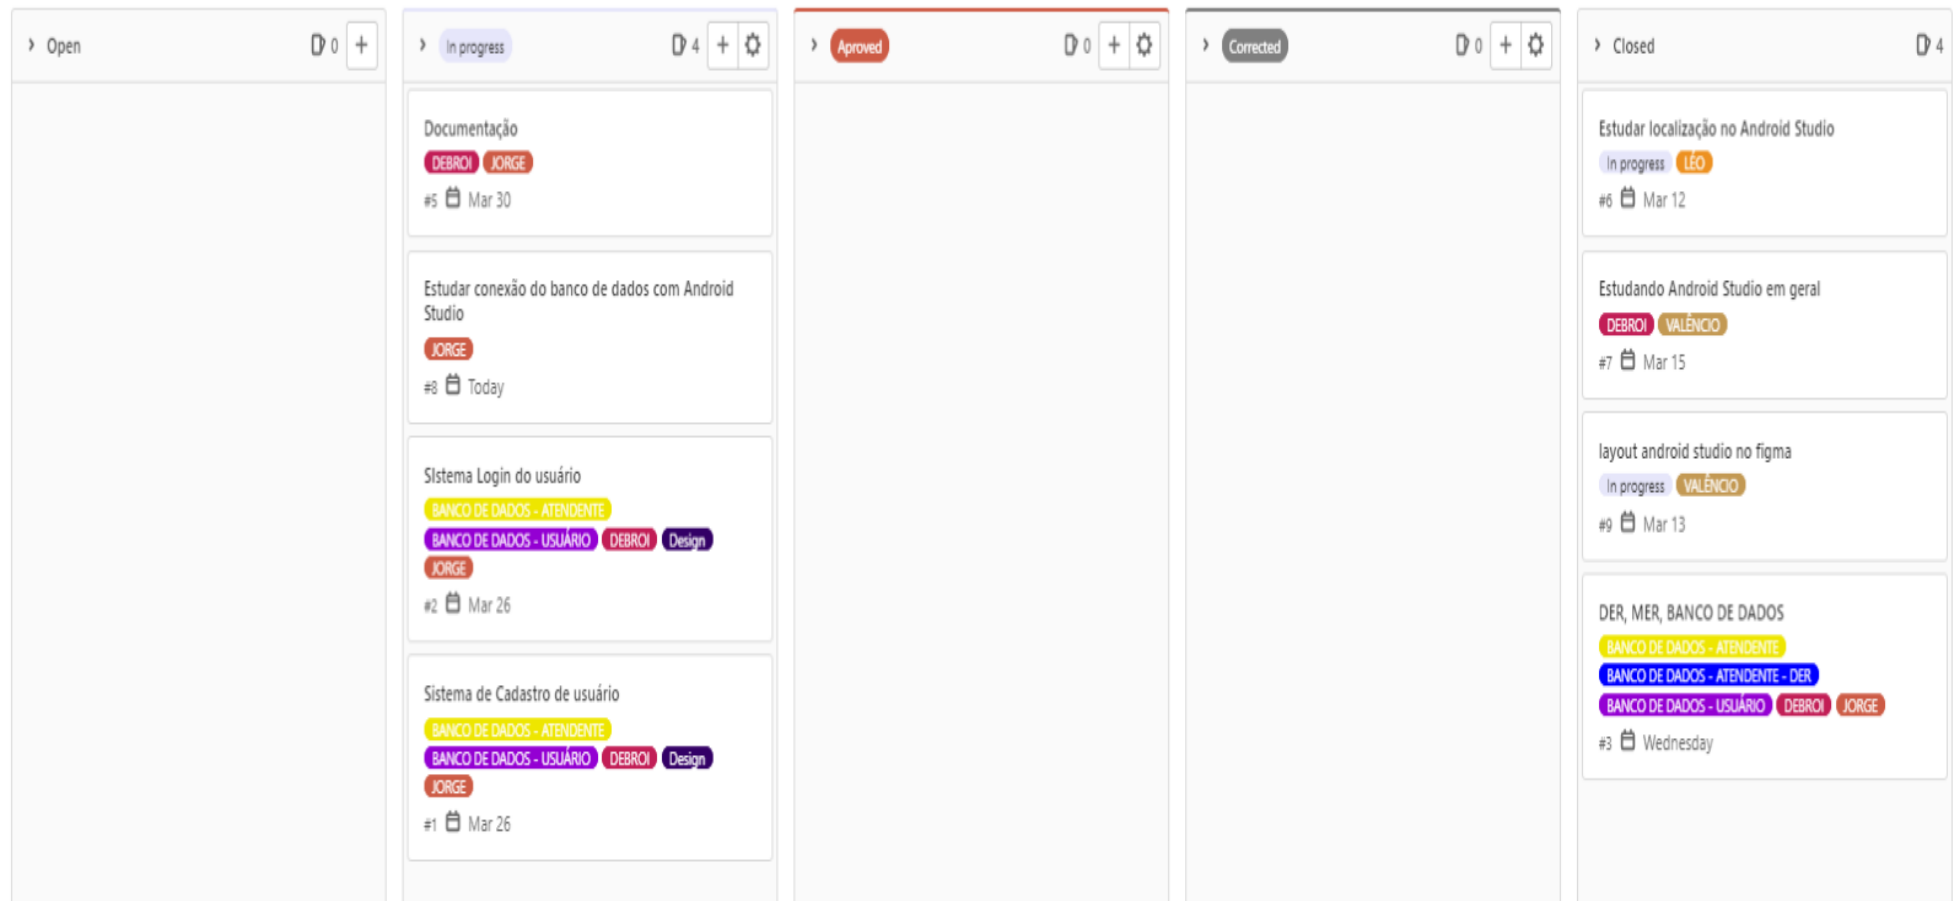 Open 0 +
In progress 4 +
Documentação
DEBROI JORGE
#5 Mar 30
Estudar conexão do banco de dados com Android
Studio
JORGE
#8 Today
SIstema Login do usuário
BANCO DE DADOS - ATENDENTE
BANCO DE DADOS - USUÁRIO DEBROI Design
JORGE
#2 Mar 26
Sistema de Cadastro de usuário
BANCO DE DADOS - ATENDENTE
BANCO DE DADOS - USUÁRIO DEBROI Design
JORGE
#1 Mar 26
Aproved 0 +
Corrected 0 +
Closed 4
Estudar localização no Android Studio
In progress LÉO
#6 Mar 12
Estudando Android Studio em geral
DEBROI VALÊNCIO
#7 Mar 15
layout android studio no figma
In progress VALÊNCIO
#9 Mar 13
DER, MER, BANCO DE DADOS
BANCO DE DADOS - ATENDENTE
BANCO DE DADOS - ATENDENTE - DER
BANCO DE DADOS - USUÁRIO DEBROI JORGE
#3 Wednesday